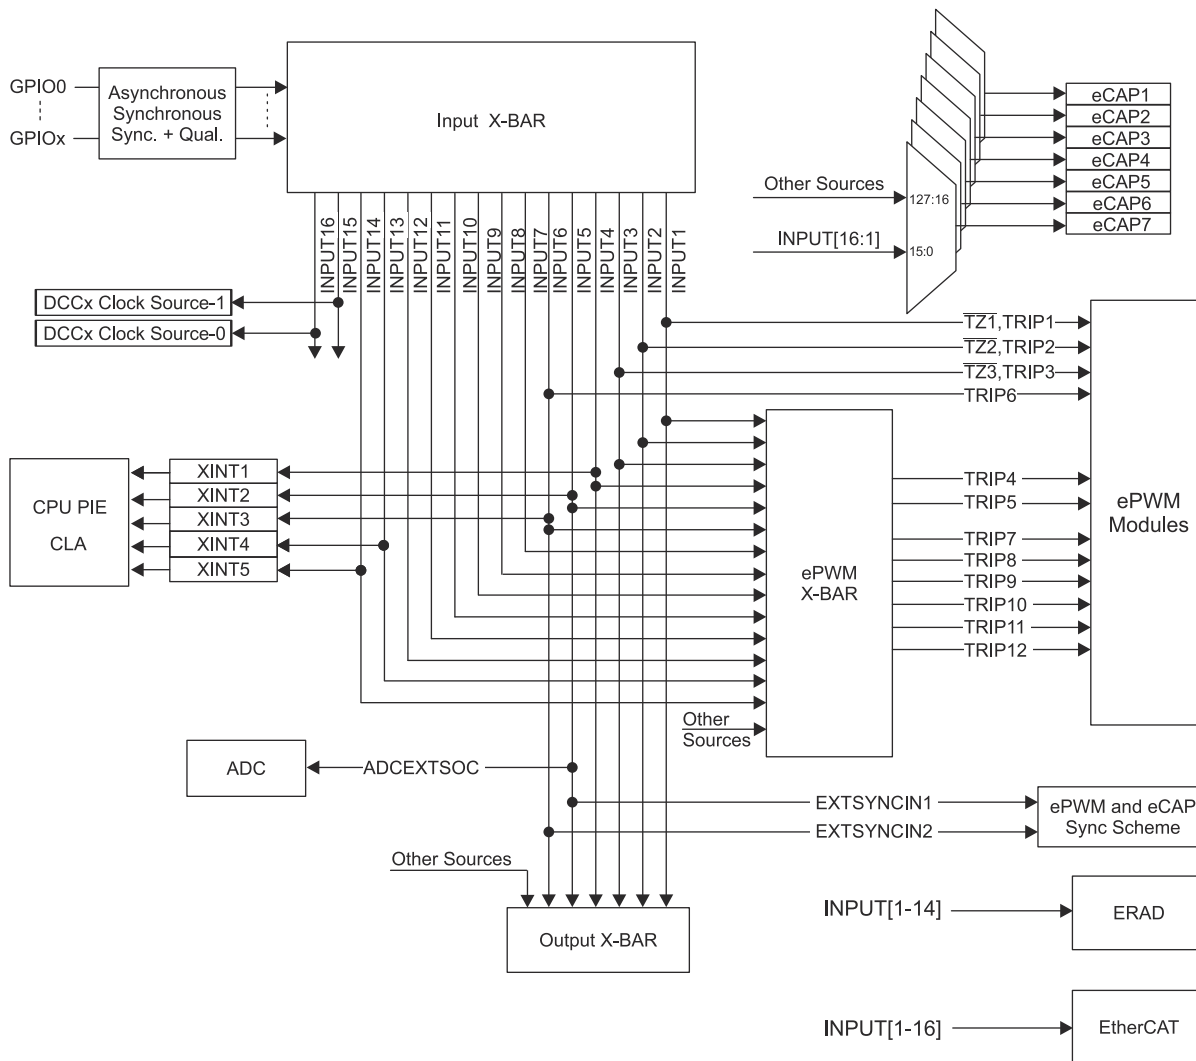 GPIO0
GPIOx
Asynchronous
Synchronous
Sync. + Qual.
Input X-BAR
INPUT16
INPUT15
INPUT14
INPUT13
INPUT12
INPUT11
INPUT10
INPUT9
INPUT8
INPUT7
INPUT6
INPUT5
INPUT4
INPUT3
INPUT2
INPUT1
Other Sources
INPUT[16:1]
127:16
15:0
eCAP1
eCAP2
eCAP3
eCAP4
eCAP5
eCAP6
eCAP7
DCCx Clock Source-1
DCCx Clock Source-0
TZ1,TRIP1
TZ2,TRIP2
TZ3,TRIP3
TRIP6
CPU PIE
CLA
XINT1
XINT2
XINT3
XINT4
XINT5
ePWM
X-BAR
Other
Sources
TRIP4
TRIP5
TRIP7
TRIP8
TRIP9
TRIP10
TRIP11
TRIP12
ePWM
Modules
ADC
ADCEXTSOC
EXTSYNCIN1
EXTSYNCIN2
ePWM and eCAP
Sync Scheme
Other Sources
Output X-BAR
INPUT[1-14]
ERAD
INPUT[1-16]
EtherCAT